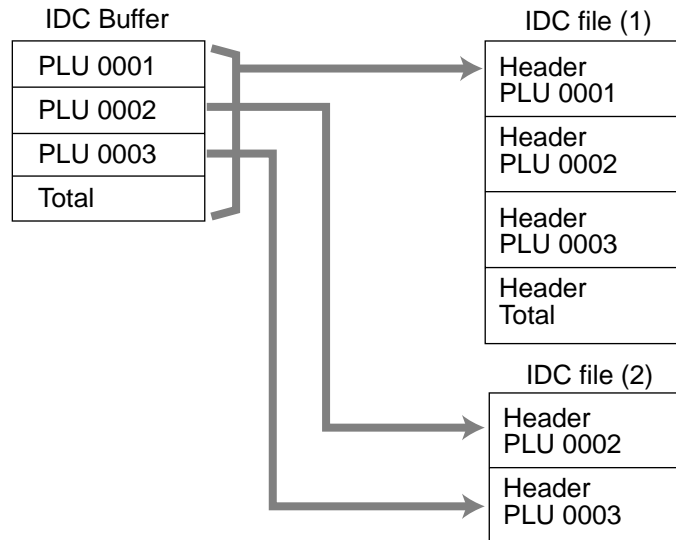 IDC Buffer
PLU 0001
PLU 0002
PLU 0003
Total
IDC file (1)
Header
PLU 0001
Header
PLU 0002
Header
PLU 0003
Header
Total
IDC file (2)
Header
PLU 0002
Header
PLU 0003